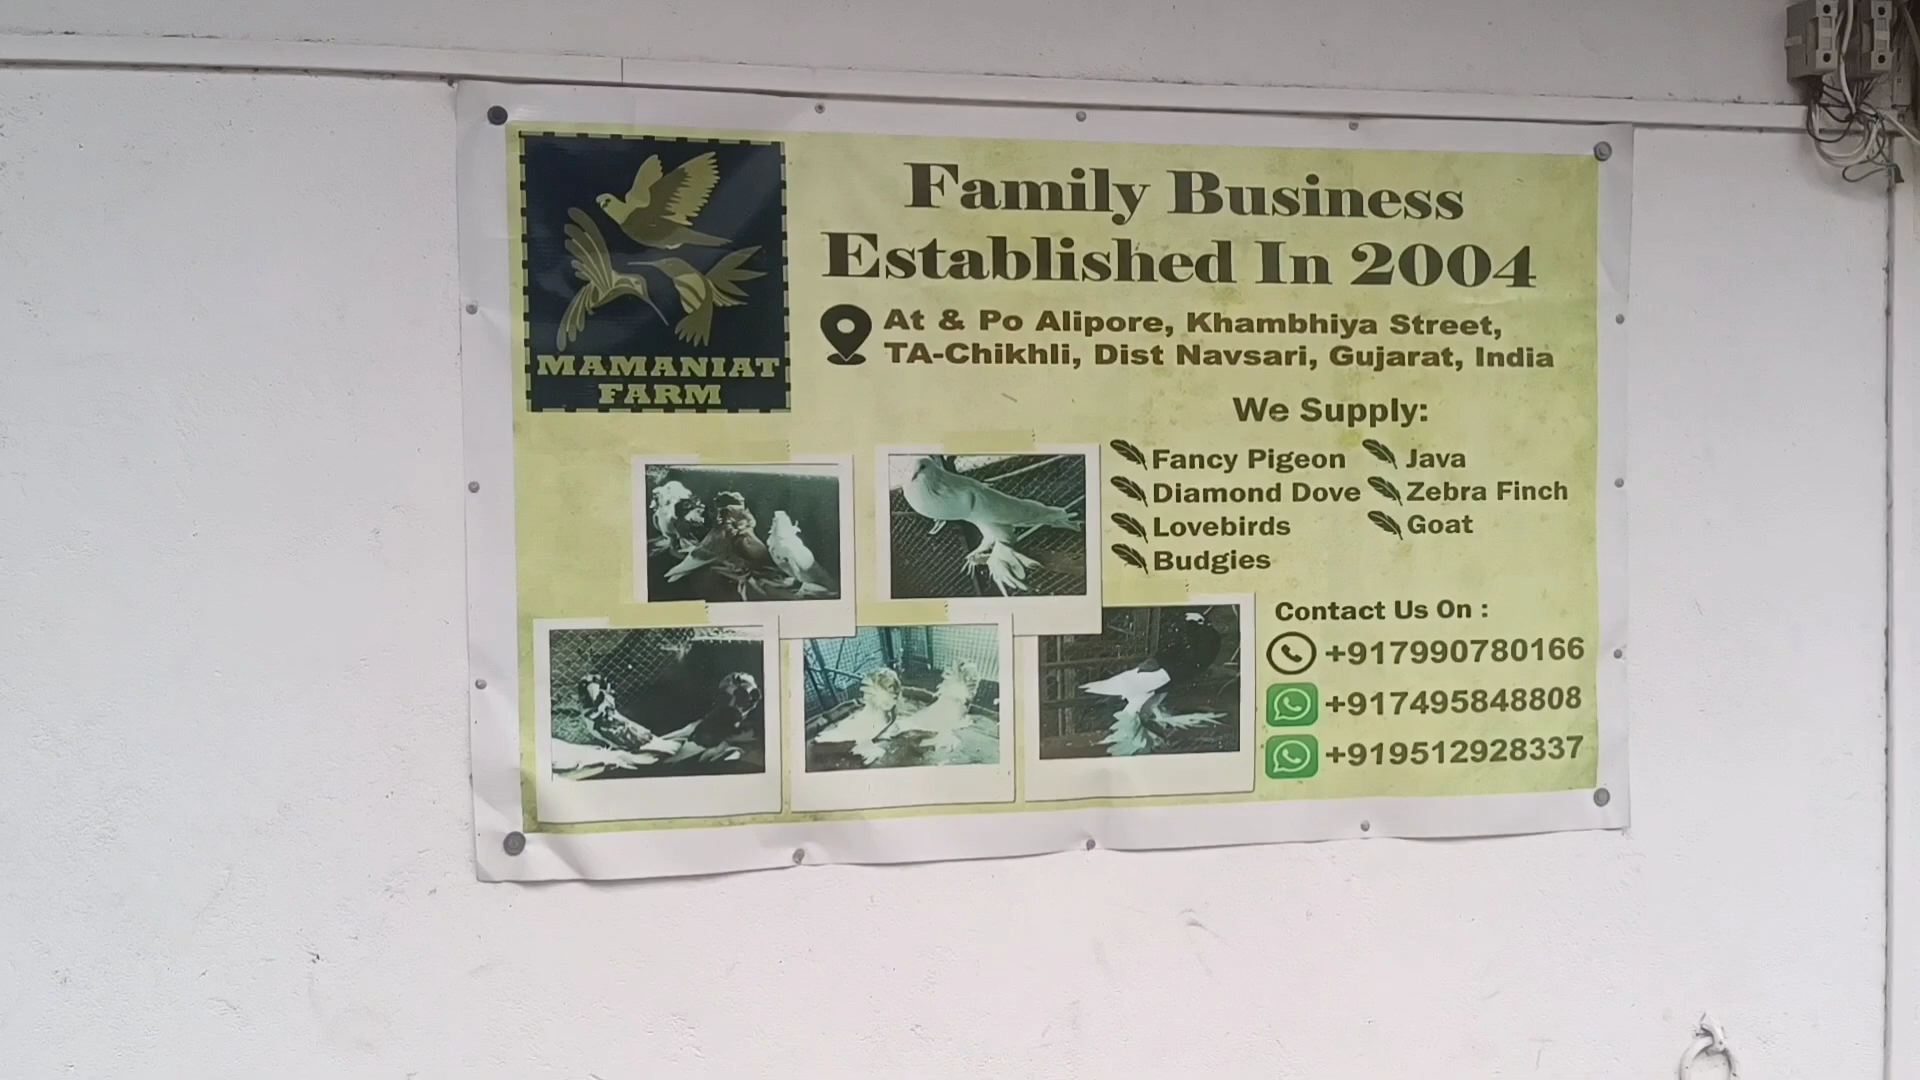 MAMANIAT
FARM
Family Business
Established In 2004
At & Po Alipore, Khambhiya Street,
TA-Chikhli, Dist Navsari, Gujarat, India
We Supply:
Fancy Pigeon
Diamond Dove
Lovebirds
Budgies
Java
Zebra Finch
Goat
Contact Us On :
+917990780166
+917495848808
+919512928337